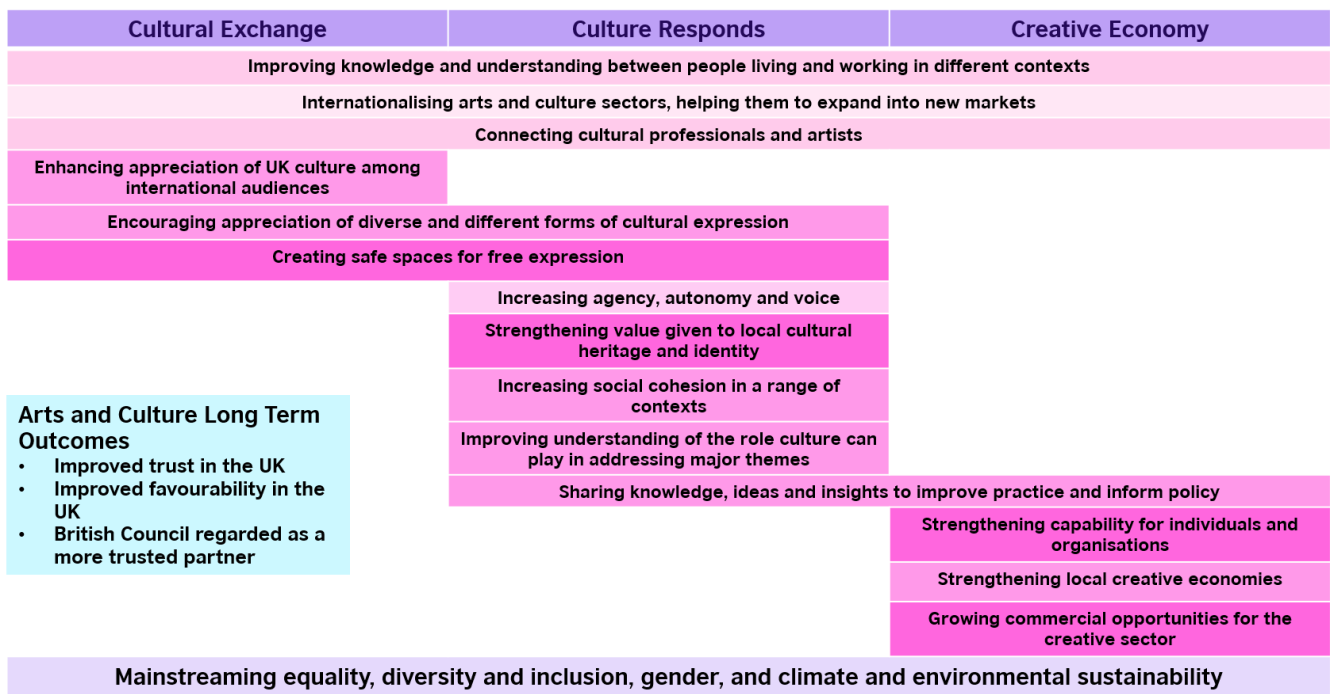 Cultural Exchange
Culture Responds
Creative Economy
Improving knowledge and understanding between people living and working in different contexts
Internationalising arts and culture sectors, helping them to expand into new markets
Connecting cultural professionals and artists
Enhancing appreciation of UK culture among
international audiences
Encouraging appreciation of diverse and different forms of cultural expression
Creating safe spaces for free expression
Increasing agency, autonomy and voice
Strengthening value given to local cultural
heritage and identity
Increasing social cohesion in a range of
contexts
Improving understanding of the role culture can
play in addressing major themes
Sharing knowledge, ideas and insights to improve practice and inform policy
Strengthening capability for individuals and
organisations
Strengthening local creative economies
Growing commercial opportunities for the
creative sector
Arts and Culture Long Term
Outcomes
• Improved trust in the UK
• Improved favourability in the
UK
• British Council regarded as a
more trusted partner
Mainstreaming equality, diversity and inclusion, gender, and climate and environmental sustainability